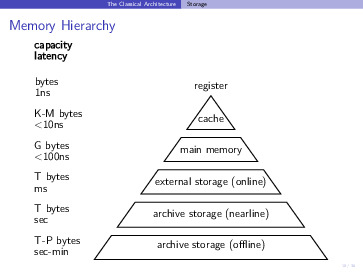 The Classical Architecture Storage
Memory Hierarchy
capacity
latency
bytes
1ns
register
K-M bytes
<10ns
cache
G bytes
<100ns
main memory
T bytes
ms
external storage (online)
T bytes
sec
archive storage (nearline)
T-P bytes
sec-min
archive storage (offline)